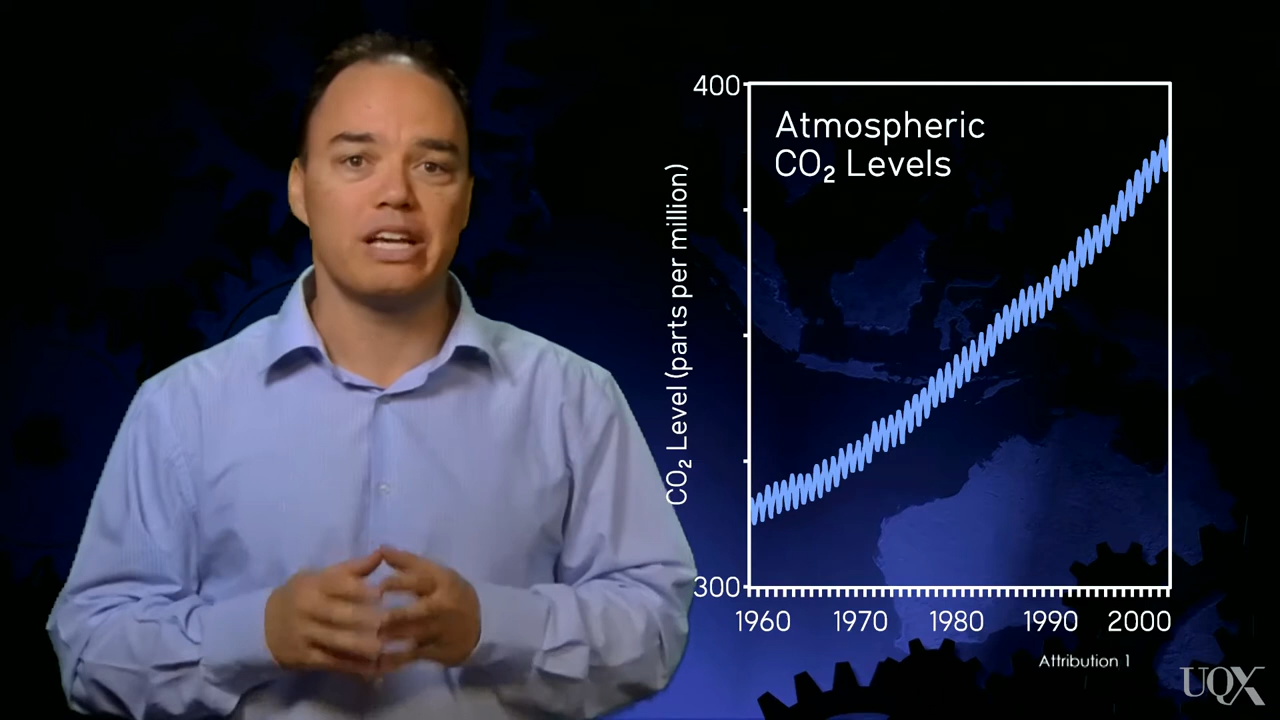 400
Atmospheric
CO₂ Levels
CO₂ Level (parts per million)
300
1960 1970 1980 1990 2000
Attribution 1
UQX